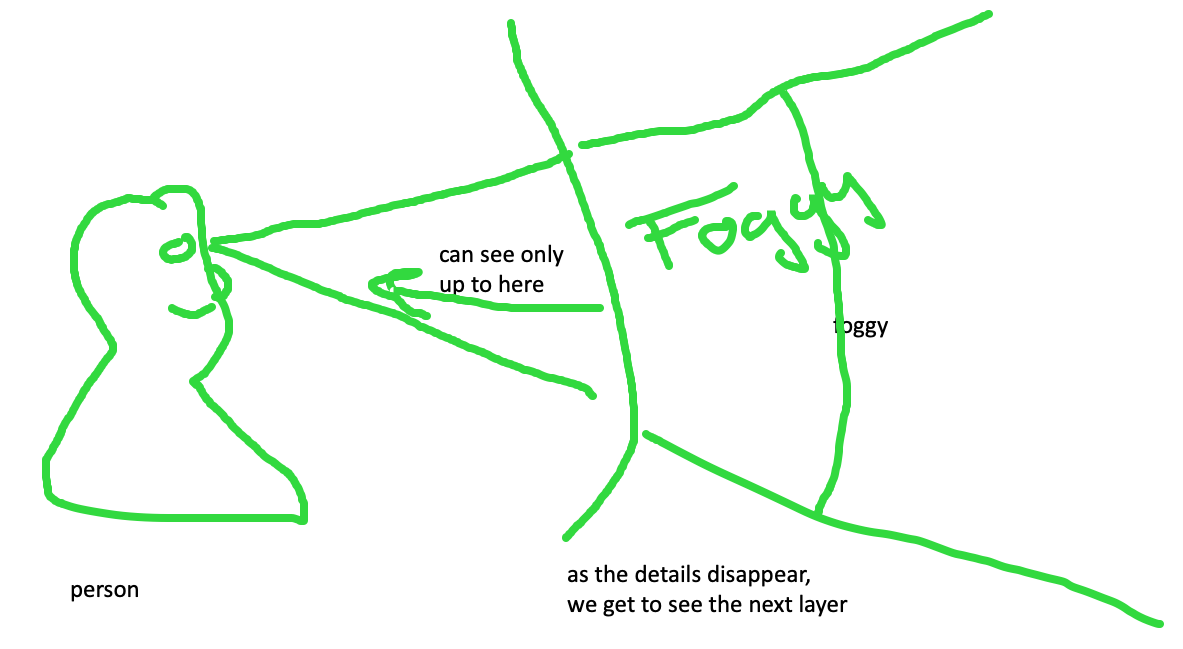 Foggy
can see only
up to here
foggy
as the details disappear,
we get to see the next layer
person